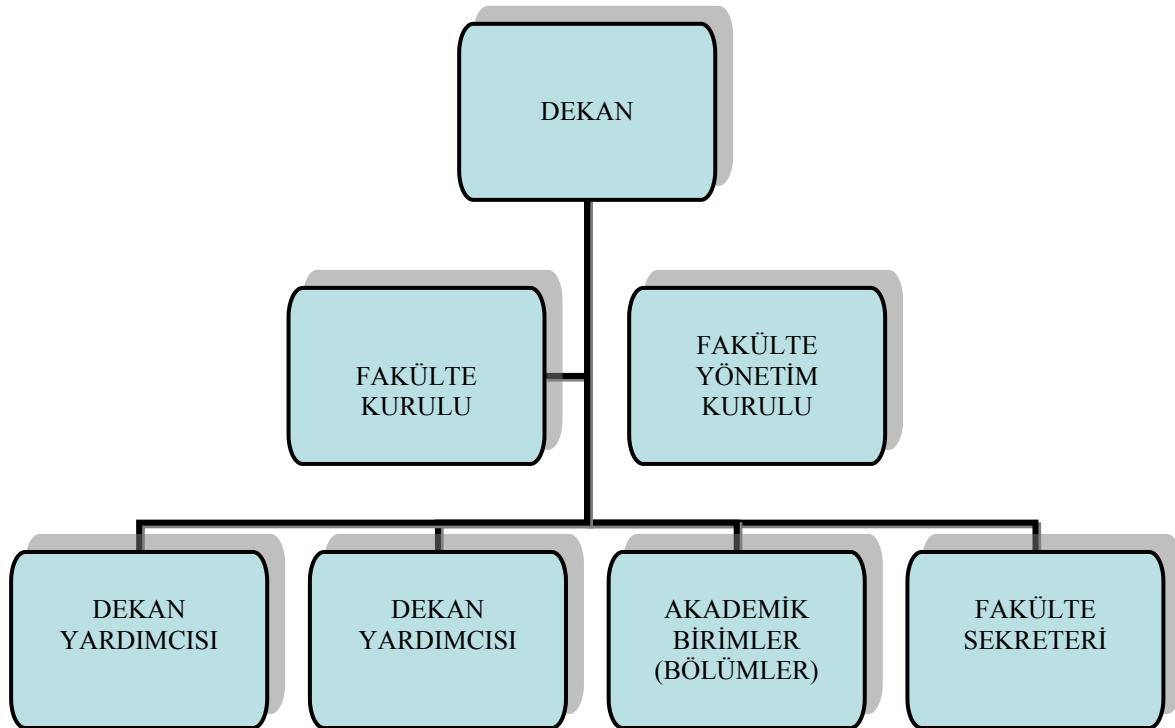 DEKAN
FAKÜLTE
KURULU
FAKÜLTE
YÖNETİM
KURULU
DEKAN
YARDIMCISI
DEKAN
YARDIMCISI
AKADEMİK
BİRİMLER
(BÖLÜMLER)
FAKÜLTE
SEKRETERİ